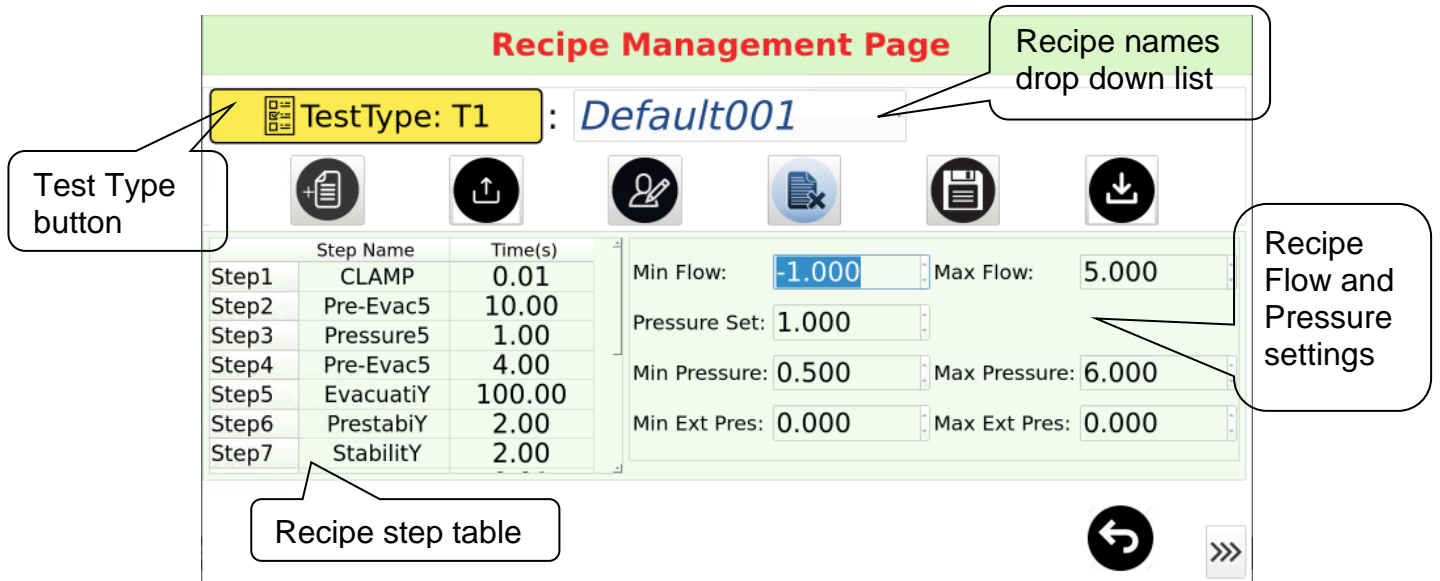 Recipe Management Page
Recipe names
drop down list
TestType: T1 : Default001
Test Type
button
Step Name Time(s)
Step1 CLAMP 0.01
Step2 Pre-Evac5 10.00
Step3 Pressure5 1.00
Step4 Pre-Evac5 4.00
Step5 EvacuatiY 100.00
Step6 PrestabiY 2.00
Step7 StabilitY 2.00
Min Flow: -1.000 Max Flow: 5.000
Pressure Set: 1.000
Min Pressure: 0.500 Max Pressure: 6.000
Min Ext Pres: 0.000 Max Ext Pres: 0.000
Recipe
Flow and
Pressure
settings
Recipe step table